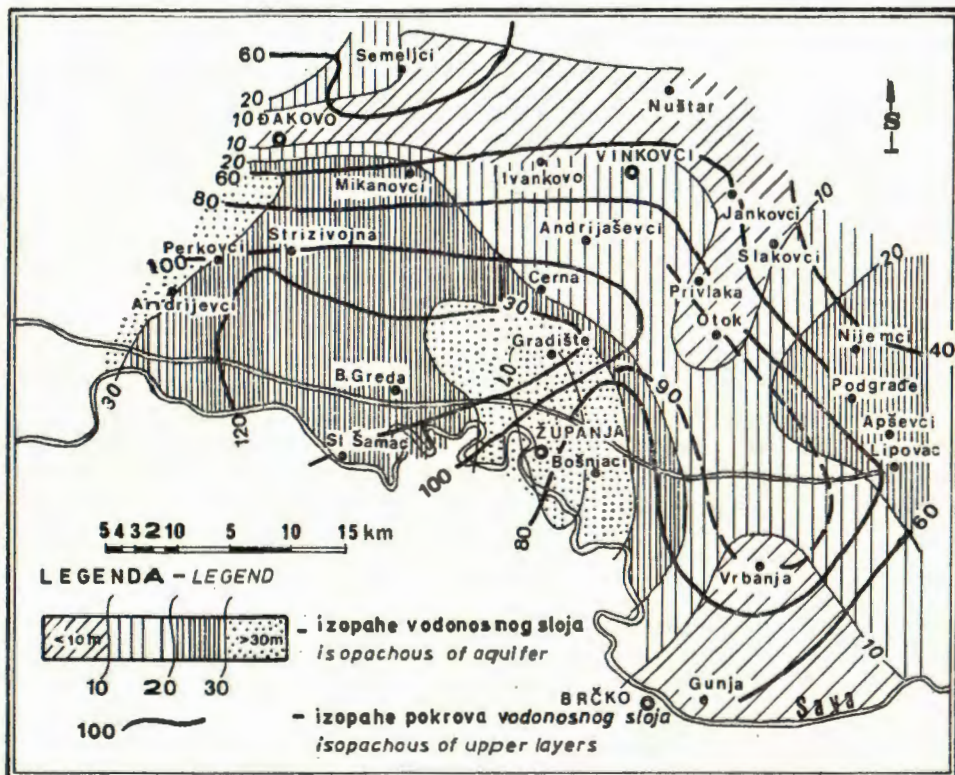 60
Semeljci
20
10
ĐAKOVO
Nuštar
S
10
20
60
Mikanovci
Ivankovo
VINKOVCI
80
Jankovci
10
Strizivojna
Andrijaševci
Slakovci
20
Perkovci
100
Cerna
Privlaka
Andrijevci
30
Otok
Gradište
Nijemci
40
40
B. Greda
90
Podgrađe
30
120
Apševci
Sl. Šamac
ŽUPANJA
Lipovac
Bošnjaci
100
80
60
5 4 3 2 1 0 5 10 15 km
Vrbanja
LEGENDA – LEGEND
<10m >30m – izopahe vodonosnog sloja
isopachous of aquifer
10 20 30
10
Gunja
BRČKO
Sava
100 – izopahe pokrova vodonosnog sloja
isopachous of upper layers